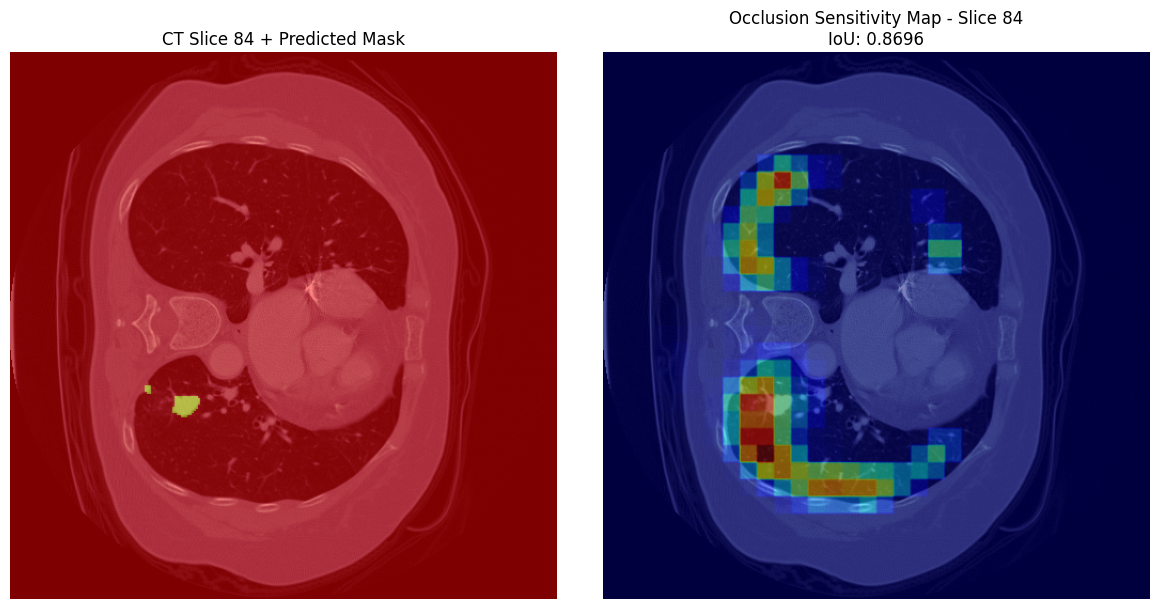 CT Slice 84 + Predicted Mask
Occlusion Sensitivity Map - Slice 84
IoU: 0.8696